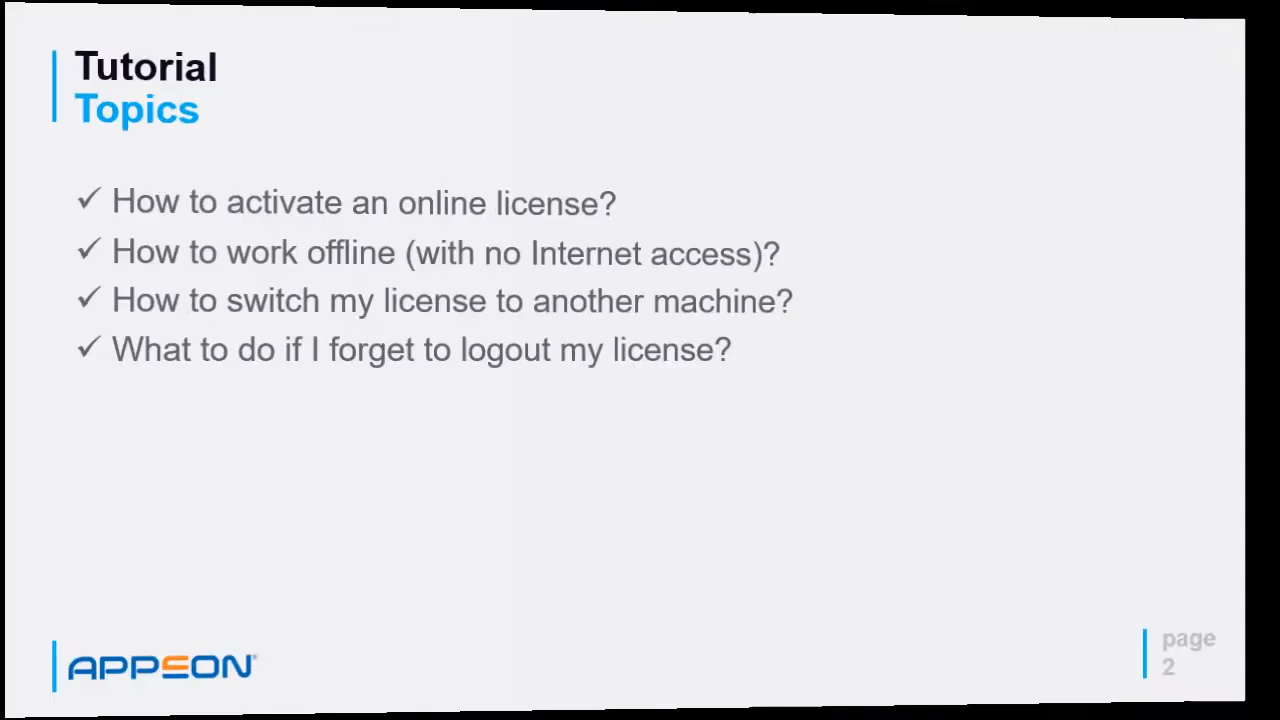 Tutorial
Topics
✓ How to activate an online license?
✓ How to work offline (with no Internet access)?
✓ How to switch my license to another machine?
✓ What to do if I forget to logout my license?
APPEON®
page
2